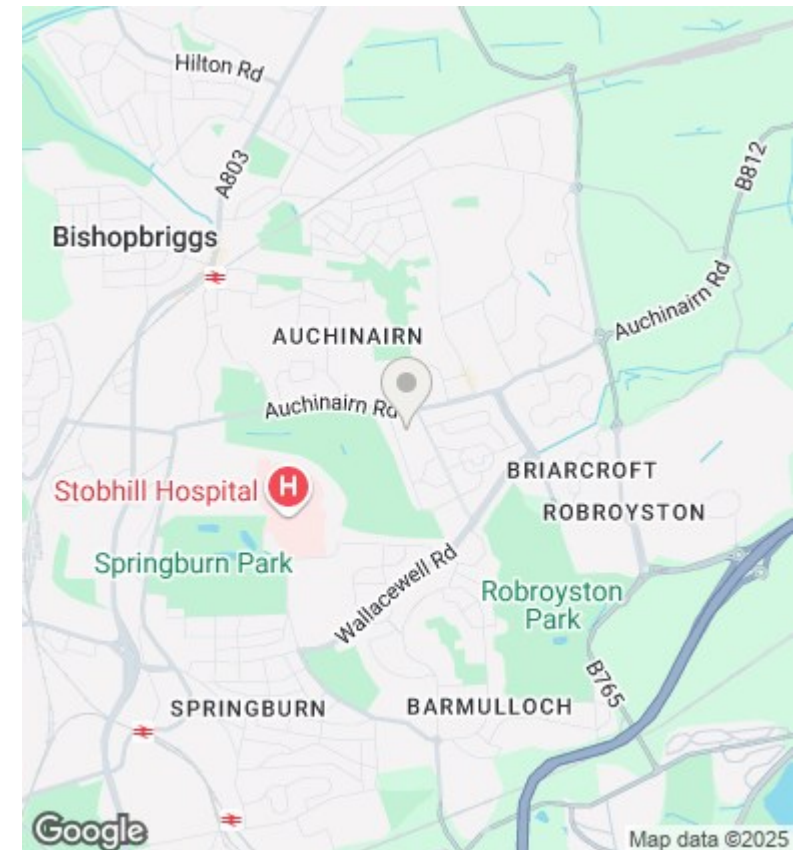 Hilton Rd
A803
B812
Bishopbriggs
Auchinairn Rd
AUCHINAIRN
Auchinairn Rd
BRIARCROFT
Stobhill Hospital
H
ROBROYSTON
Springburn Park
Wallacewell Rd
Robroyston
Park
B765
SPRINGBURN
BARMULLOCH
Google
Map data ©2025